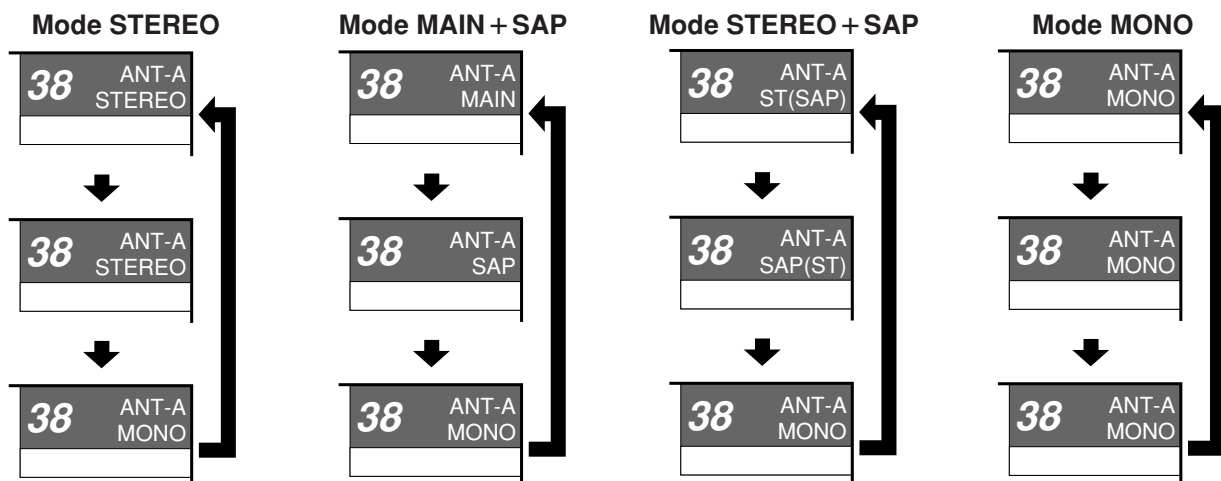 Mode STEREO
38 ANT-A
STEREO
38 ANT-A
STEREO
38 ANT-A
MONO
Mode MAIN+SAP
38 ANT-A
MAIN
38 ANT-A
SAP
38 ANT-A
MONO
Mode STEREO+SAP
38 ANT-A
ST(SAP)
38 ANT-A
SAP(ST)
38 ANT-A
MONO
Mode MONO
38 ANT-A
MONO
38 ANT-A
MONO
38 ANT-A
MONO